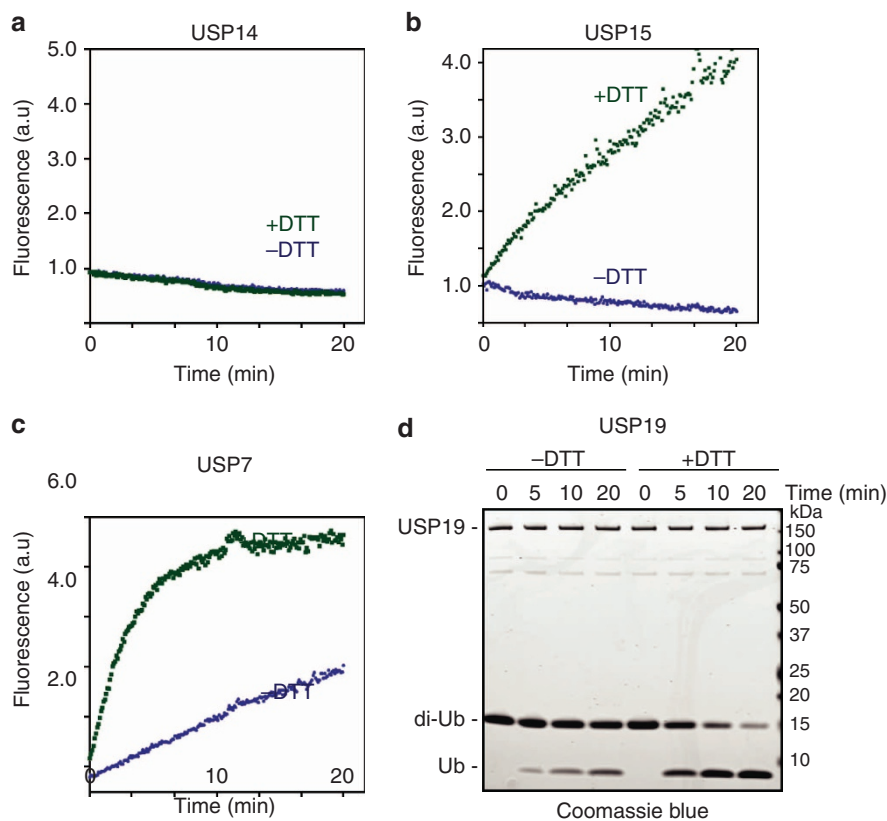 a
USP14
5.0
4.0
3.0
2.0
1.0
Fluorescence (a.u)
+DTT
–DTT
0 10 20
Time (min)
b
USP15
4.0
3.0
2.0
1.0
Fluorescence (a.u)
+DTT
–DTT
0 10 20
Time (min)
c
USP7
6.0
4.0
2.0
Fluorescence (a.u)
DTT
–DTT
0 10 20
Time (min)
d
USP19
–DTT +DTT
0 5 10 20 0 5 10 20 Time (min)
kDa
USP19 - 150
100
75
50
37
25
20
di-Ub - 15
Ub - 10
Coomassie blue